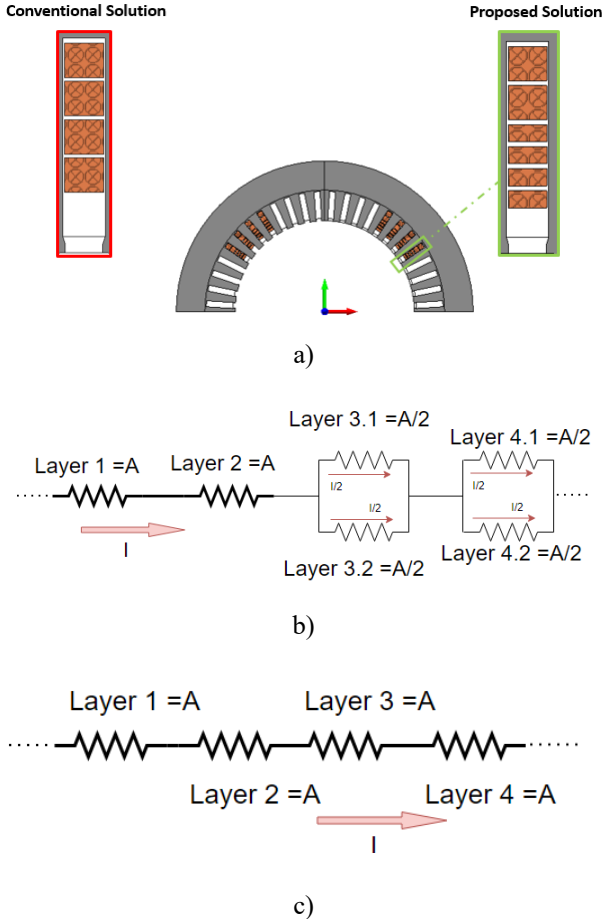 Conventional Solution
Proposed Solution
a)
Layer 3.1 =A/2
Layer 4.1 =A/2
Layer 1 =A
Layer 2 =A
I/2
I/2
I/2
I/2
I
Layer 3.2 =A/2
Layer 4.2 =A/2
b)
Layer 1 =A
Layer 3 =A
Layer 2 =A
Layer 4 =A
I
c)